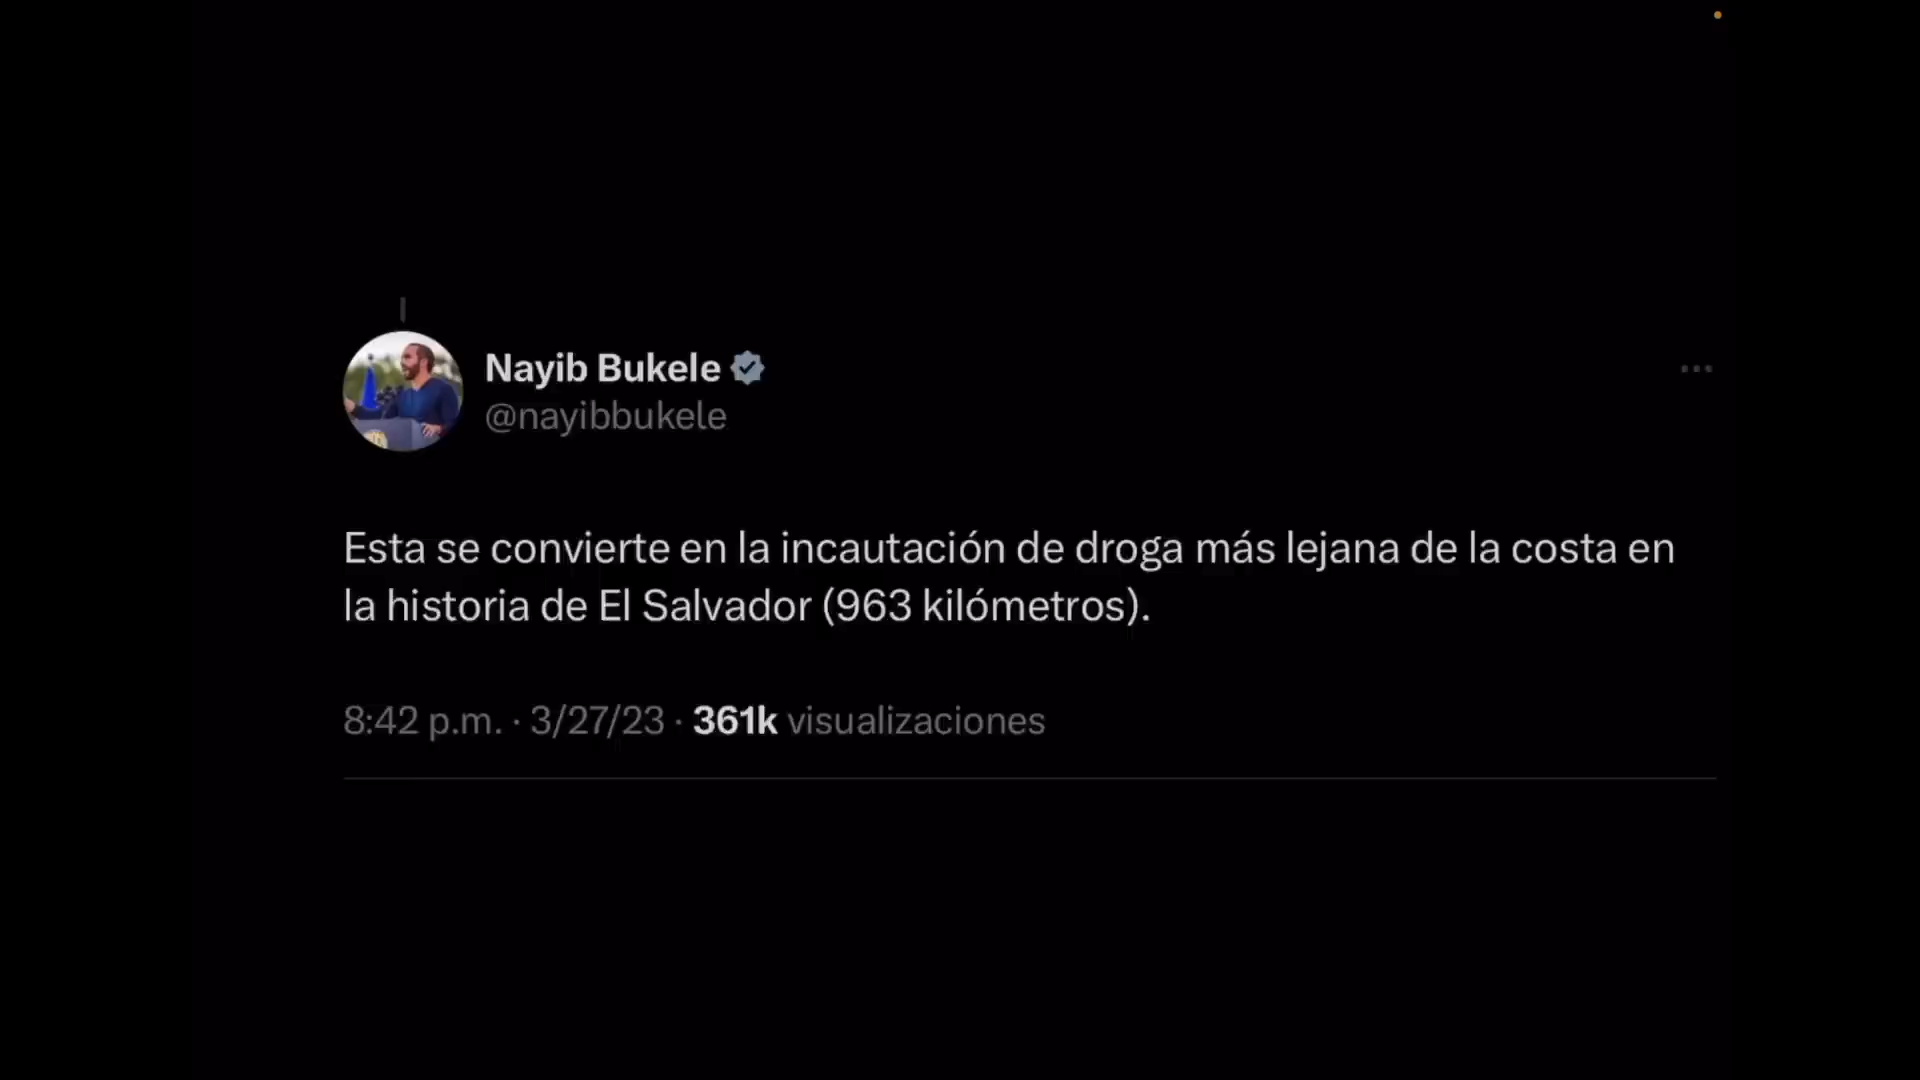 Nayib Bukele
@nayibbukele
Esta se convierte en la incautación de droga más lejana de la costa en
la historia de El Salvador (963 kilómetros).
8:42 p.m. · 3/27/23 · 361k visualizaciones